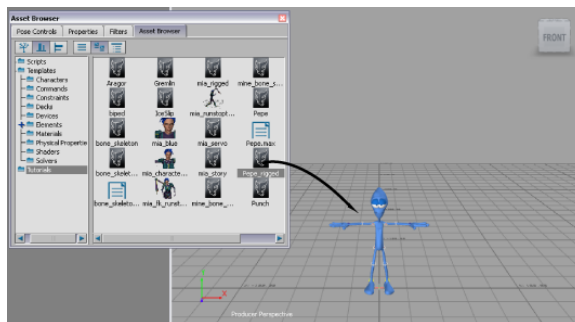 Asset Browser
Pose Controls Properties Filters Asset Browser
Scripts
Templates
Characters
Commands
Constraints
Decks
Devices
Elements
Materials
Physical Propertie
Shaders
Solvers
Tutorials
Aragor Gremlin mia_rigged mine_bone_s...
biped IceSlip mia_runstopt... Pepe
bone_skeleton mia_blue mia_servo Pepe.max
bone_skelet... mia_characte... mia_story Pepe_rigged
bone_skeleto... mia_fk_runst... mine_bone_... Punch
FRONT
X
Producer Perspective